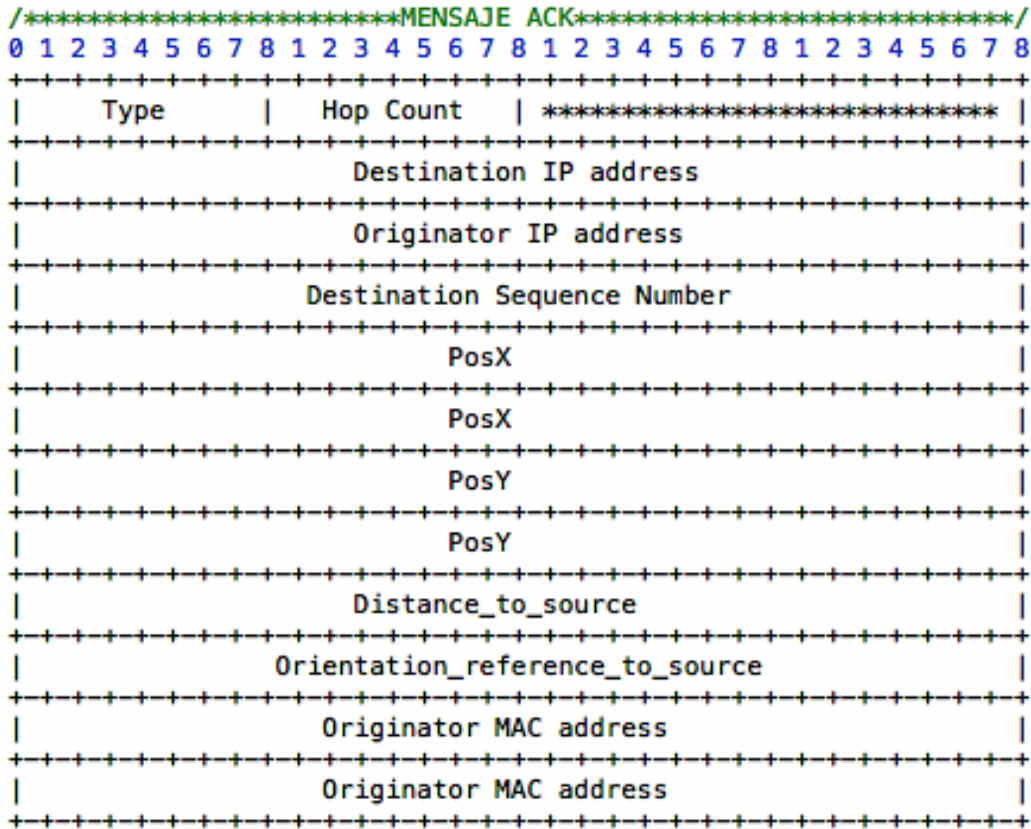 /************************MENSAJE ACK****************************/
0 1 2 3 4 5 6 7 8 1 2 3 4 5 6 7 8 1 2 3 4 5 6 7 8 1 2 3 4 5 6 7 8
+-+-+-+-+-+-+-+-+-+-+-+-+-+-+-+-+-+-+-+-+-+-+-+-+-+-+-+-+-+-+-+-+
|     Type      |   Hop Count   | ***************************** |
+-+-+-+-+-+-+-+-+-+-+-+-+-+-+-+-+-+-+-+-+-+-+-+-+-+-+-+-+-+-+-+-+
|                     Destination IP address                    |
+-+-+-+-+-+-+-+-+-+-+-+-+-+-+-+-+-+-+-+-+-+-+-+-+-+-+-+-+-+-+-+-+
|                     Originator IP address                     |
+-+-+-+-+-+-+-+-+-+-+-+-+-+-+-+-+-+-+-+-+-+-+-+-+-+-+-+-+-+-+-+-+
|                  Destination Sequence Number                  |
+-+-+-+-+-+-+-+-+-+-+-+-+-+-+-+-+-+-+-+-+-+-+-+-+-+-+-+-+-+-+-+-+
|                           PosX                                |
+-+-+-+-+-+-+-+-+-+-+-+-+-+-+-+-+-+-+-+-+-+-+-+-+-+-+-+-+-+-+-+-+
|                           PosX                                |
+-+-+-+-+-+-+-+-+-+-+-+-+-+-+-+-+-+-+-+-+-+-+-+-+-+-+-+-+-+-+-+-+
|                           PosY                                |
+-+-+-+-+-+-+-+-+-+-+-+-+-+-+-+-+-+-+-+-+-+-+-+-+-+-+-+-+-+-+-+-+
|                           PosY                                |
+-+-+-+-+-+-+-+-+-+-+-+-+-+-+-+-+-+-+-+-+-+-+-+-+-+-+-+-+-+-+-+-+
|                     Distance_to_source                        |
+-+-+-+-+-+-+-+-+-+-+-+-+-+-+-+-+-+-+-+-+-+-+-+-+-+-+-+-+-+-+-+-+
|                Orientation_reference_to_source                |
+-+-+-+-+-+-+-+-+-+-+-+-+-+-+-+-+-+-+-+-+-+-+-+-+-+-+-+-+-+-+-+-+
|                   Originator MAC address                      |
+-+-+-+-+-+-+-+-+-+-+-+-+-+-+-+-+-+-+-+-+-+-+-+-+-+-+-+-+-+-+-+-+
|                   Originator MAC address                      |
+-+-+-+-+-+-+-+-+-+-+-+-+-+-+-+-+-+-+-+-+-+-+-+-+-+-+-+-+-+-+-+-+